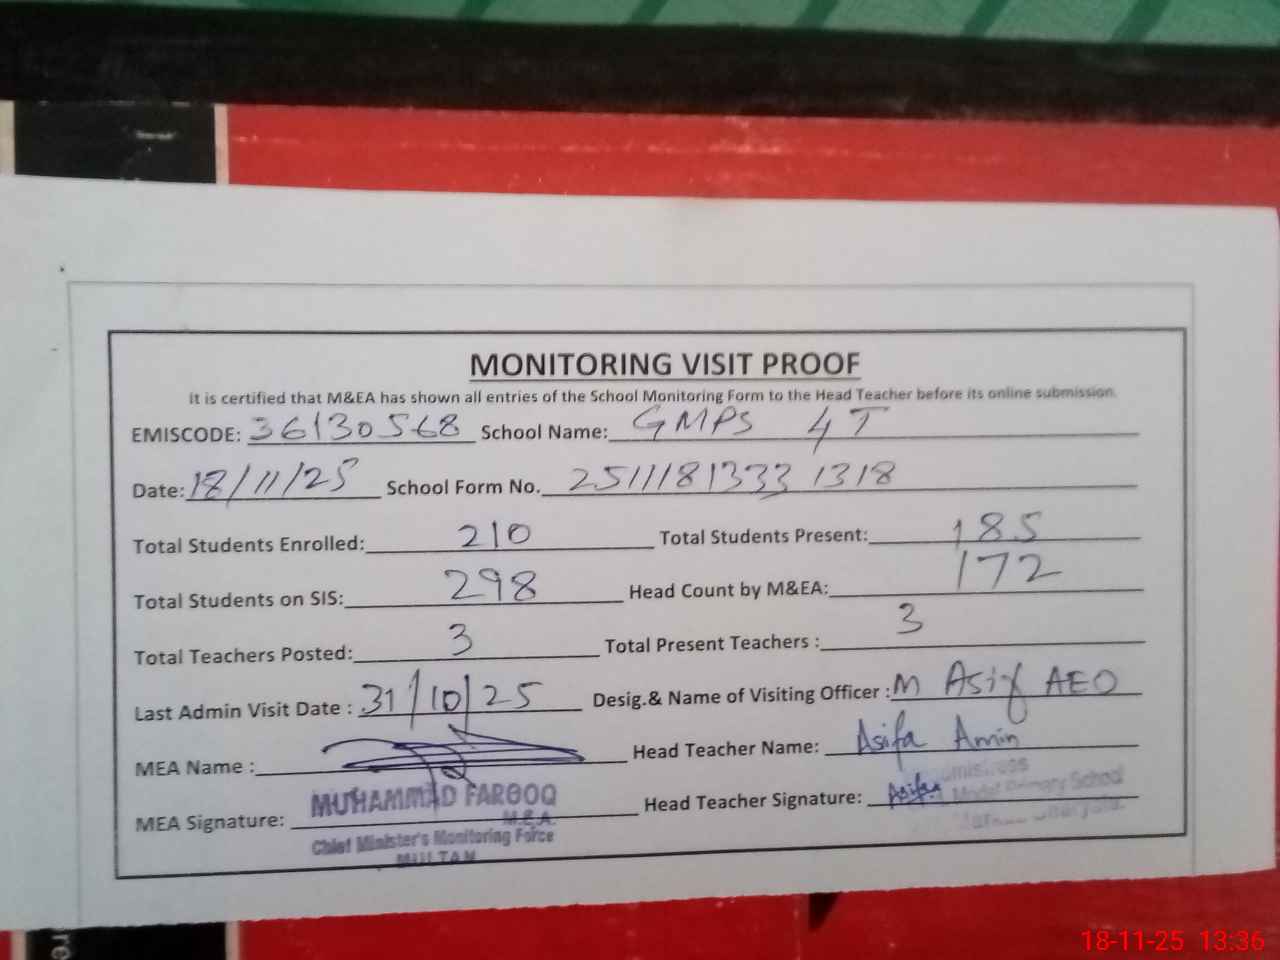 MONITORING VISIT PROOF
It is certified that M&EA has shown all entries of the School Monitoring Form to the Head Teacher before its online submission.
EMISCODE: 36130568 School Name: GMPS 4T
Date: 18/11/25 School Form No. 2511181333 1318
Total Students Enrolled: 210 Total Students Present: 185
Total Students on SIS: 298 Head Count by M&EA: 172
Total Teachers Posted: 3 Total Present Teachers : 3
Last Admin Visit Date : 31/10/25 Desig.& Name of Visiting Officer : M Asif AEO
MEA Name : Head Teacher Name: Asifa Amin
MEA Signature: MUHAMMAD FAROOQ Head Teacher Signature: Asifa
M.E.A.
Chief Minister's Monitoring Force
MULTAN
Primary School
18-11-25 13:36